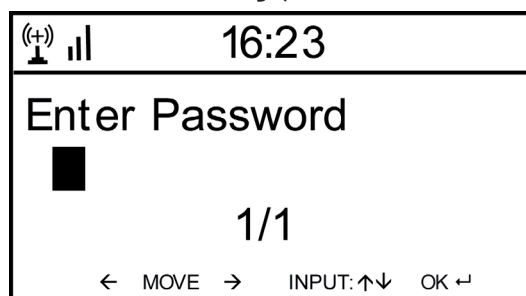 16:23
Enter Password
1/1
← MOVE → INPUT:↑↓ OK ↵